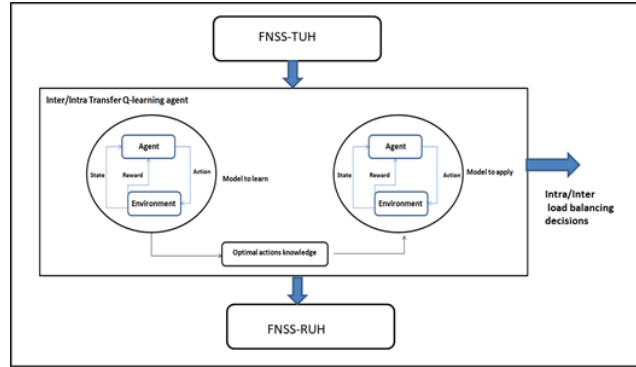 FNSS-TUH
Inter/Intra Transfer Q-learning agent
Agent
State
Reward
Action
Environment
Model to learn
Agent
State
Reward
Action
Environment
Model to apply
Intra/Inter
load balancing
decisions
Optimal actions knowledge
FNSS-RUH